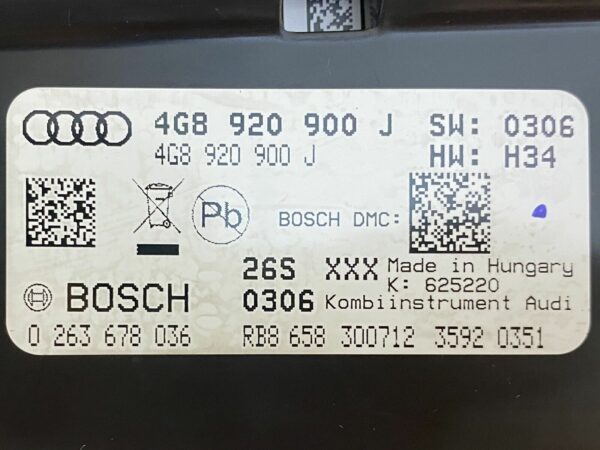 4G8 920 900 J SW: 0306
4G8 920 900 J HW: H34
Pb BOSCH DMC:
26S XXX Made in Hungary
K: 625220
BOSCH 0306 Kombiinstrument Audi
0 263 678 036 RB8 658 300712 3592 0351